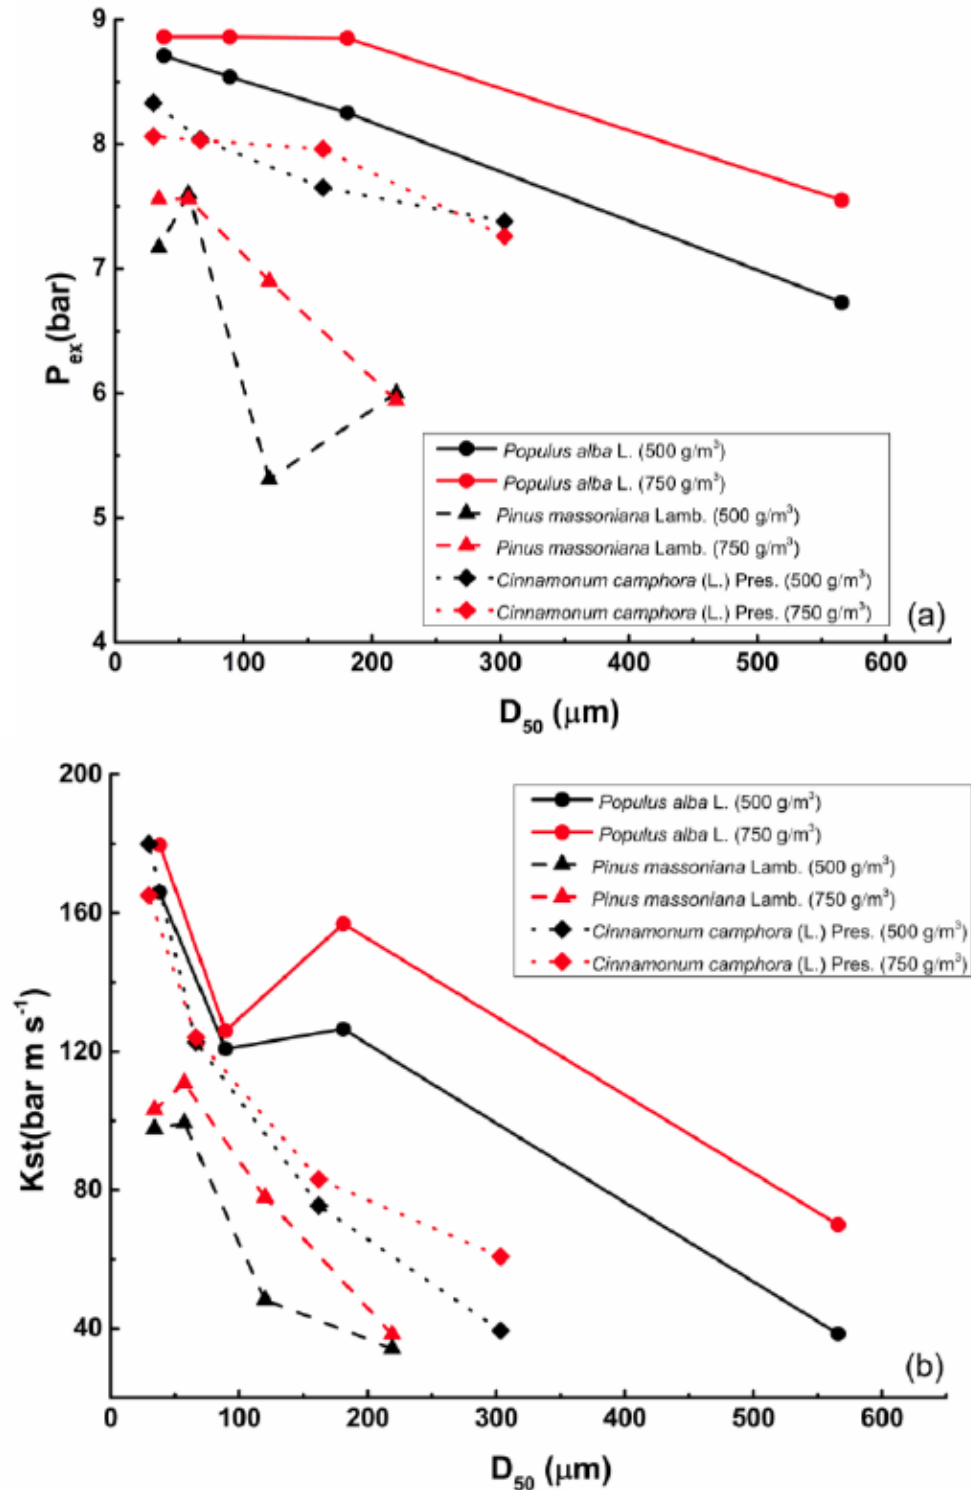 9
8
7
6
5
4
P_ex(bar)
Populus alba L. (500 g/m³)
Populus alba L. (750 g/m³)
Pinus massoniana Lamb. (500 g/m³)
Pinus massoniana Lamb. (750 g/m³)
Cinnamonum camphora (L.) Pres. (500 g/m³)
Cinnamonum camphora (L.) Pres. (750 g/m³)
(a)
0 100 200 300 400 500 600
D₅₀ (μm)
200
160
120
80
40
Kst(bar m s⁻¹)
Populus alba L. (500 g/m³)
Populus alba L. (750 g/m³)
Pinus massoniana Lamb. (500 g/m³)
Pinus massoniana Lamb. (750 g/m³)
Cinnamonum camphora (L.) Pres. (500 g/m³)
Cinnamonum camphora (L.) Pres. (750 g/m³)
(b)
0 100 200 300 400 500 600
D₅₀ (μm)